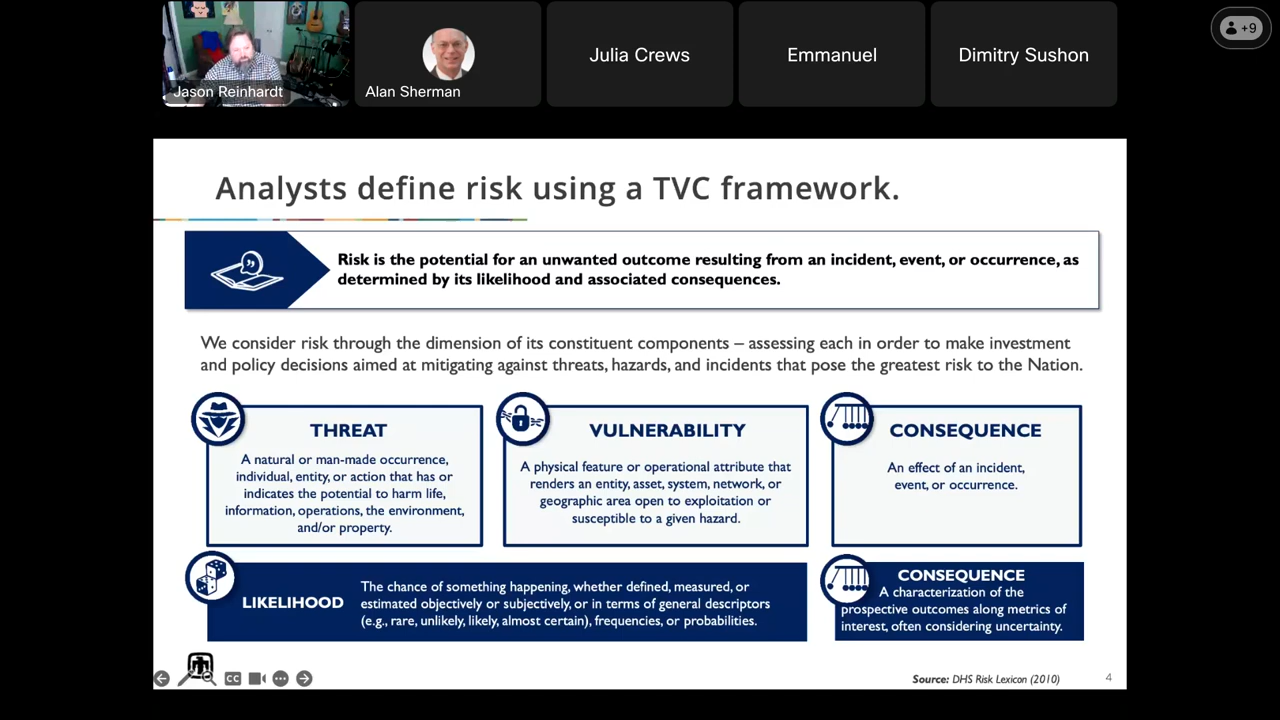 Jason Reinhardt
Alan Sherman
Julia Crews
Emmanuel
Dimitry Sushon
+9
Analysts define risk using a TVC framework.
Risk is the potential for an unwanted outcome resulting from an incident, event, or occurrence, as
determined by its likelihood and associated consequences.
We consider risk through the dimension of its constituent components – assessing each in order to make investment
and policy decisions aimed at mitigating against threats, hazards, and incidents that pose the greatest risk to the Nation.
THREAT
A natural or man-made occurrence,
individual, entity, or action that has or
indicates the potential to harm life,
information, operations, the environment,
and/or property.
VULNERABILITY
A physical feature or operational attribute that
renders an entity, asset, system, network, or
geographic area open to exploitation or
susceptible to a given hazard.
CONSEQUENCE
An effect of an incident,
event, or occurrence.
LIKELIHOOD
The chance of something happening, whether defined, measured, or
estimated objectively or subjectively, or in terms of general descriptors
(e.g., rare, unlikely, likely, almost certain), frequencies, or probabilities.
CONSEQUENCE
A characterization of the
prospective outcomes along metrics of
interest, often considering uncertainty.
CC
Source: DHS Risk Lexicon (2010)
4